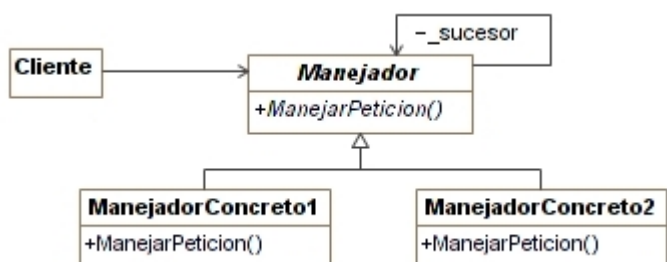 −_sucesor
Cliente
Manejador
+ManejarPeticion()
ManejadorConcreto1
ManejadorConcreto2
+ManejarPeticion()
+ManejarPeticion()